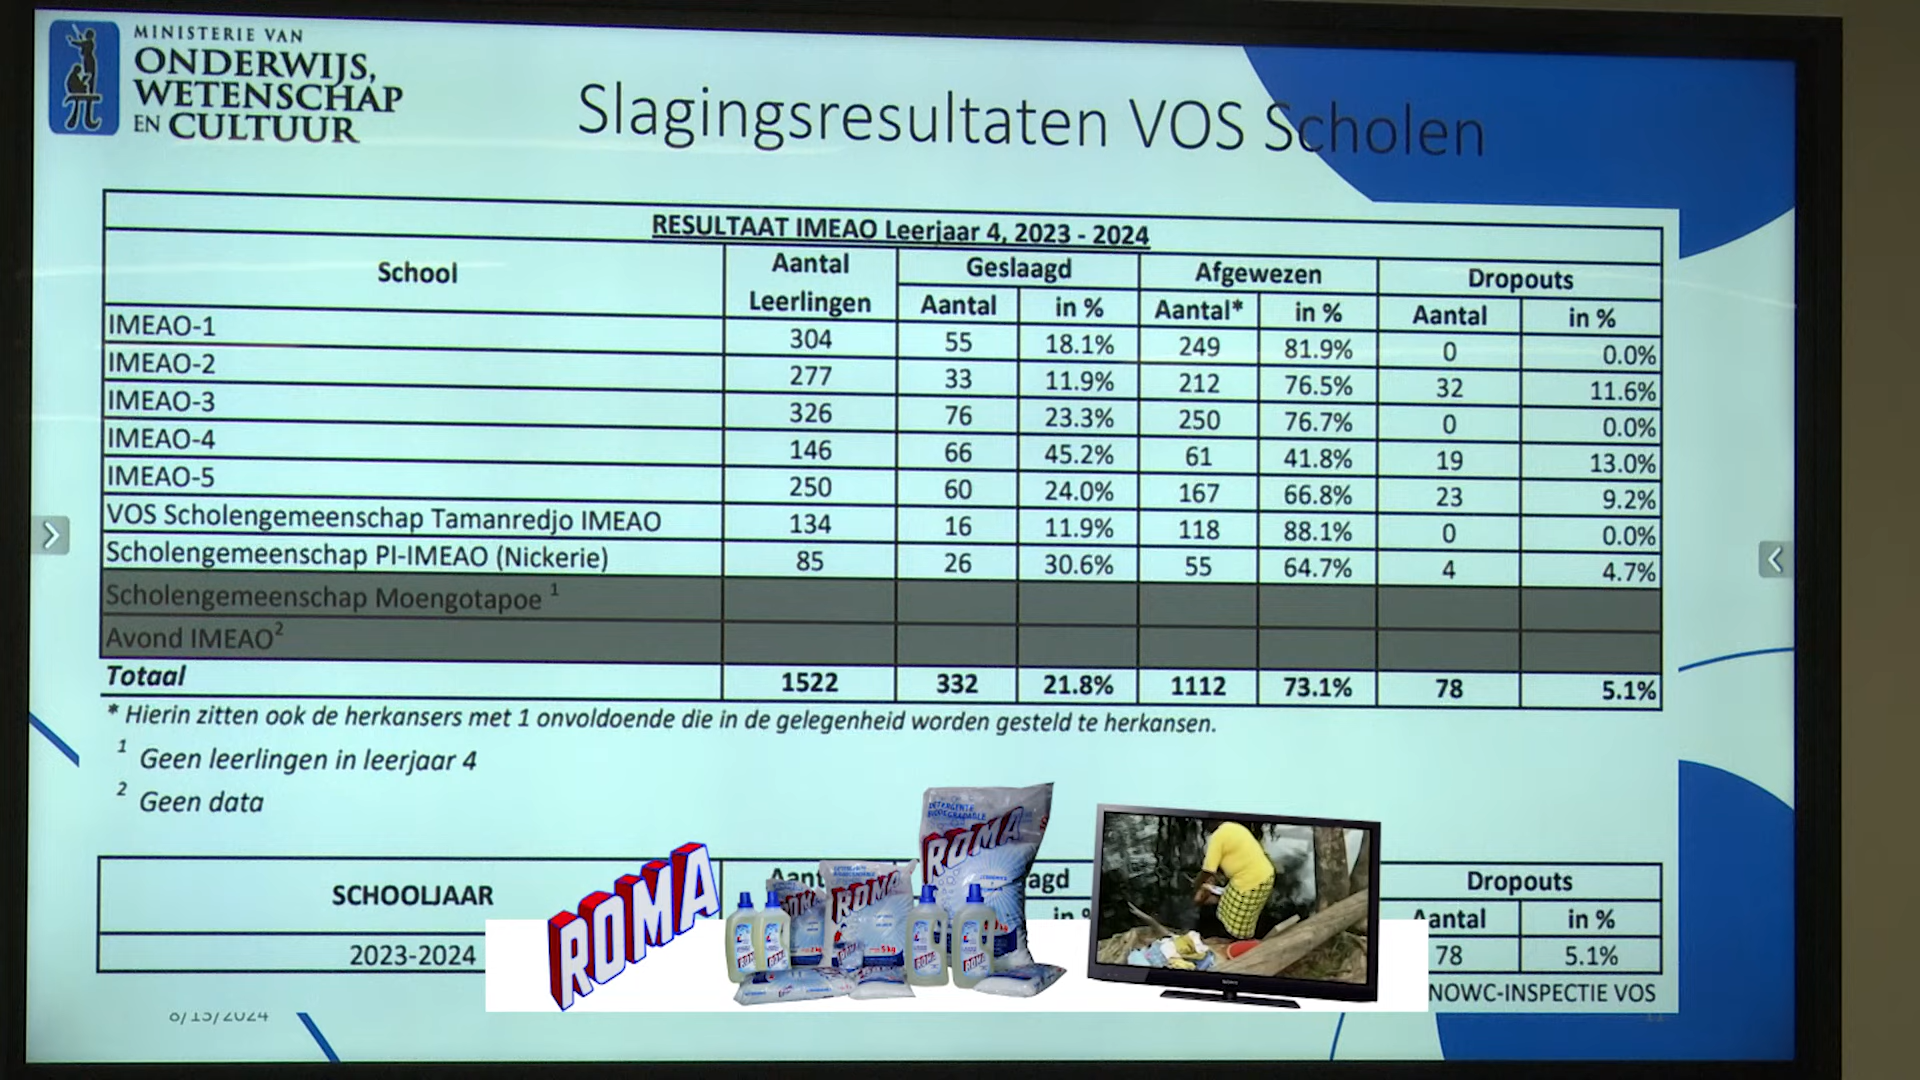 MINISTERIE VAN
ONDERWIJS,
WETENSCHAP
EN CULTUUR
Slagingsresultaten VOS Scholen
RESULTAAT IMEAO Leerjaar 4, 2023 - 2024
School Aantal Leerlingen Geslaagd Afgewezen Dropouts
Aantal in % Aantal* in % Aantal in %
IMEAO-1 304 55 18.1% 249 81.9% 0 0.0%
IMEAO-2 277 33 11.9% 212 76.5% 32 11.6%
IMEAO-3 326 76 23.3% 250 76.7% 0 0.0%
IMEAO-4 146 66 45.2% 61 41.8% 19 13.0%
IMEAO-5 250 60 24.0% 167 66.8% 23 9.2%
VOS Scholengemeenschap Tamanredjo IMEAO 134 16 11.9% 118 88.1% 0 0.0%
Scholengemeenschap PI-IMEAO (Nickerie) 85 26 30.6% 55 64.7% 4 4.7%
Scholengemeenschap Moengotapoe 1
Avond IMEAO2
Totaal 1522 332 21.8% 1112 73.1% 78 5.1%
* Hierin zitten ook de herkansers met 1 onvoldoende die in de gelegenheid worden gesteld te herkansen.
1 Geen leerlingen in leerjaar 4
2 Geen data
SCHOOLJAAR Dropouts
Aantal in %
2023-2024 78 5.1%
NOWC-INSPECTIE VOS
8/15/2024
ROMA
DETERGENTE
BIODEGRADABLE
ROMA
ROMA
ROMA